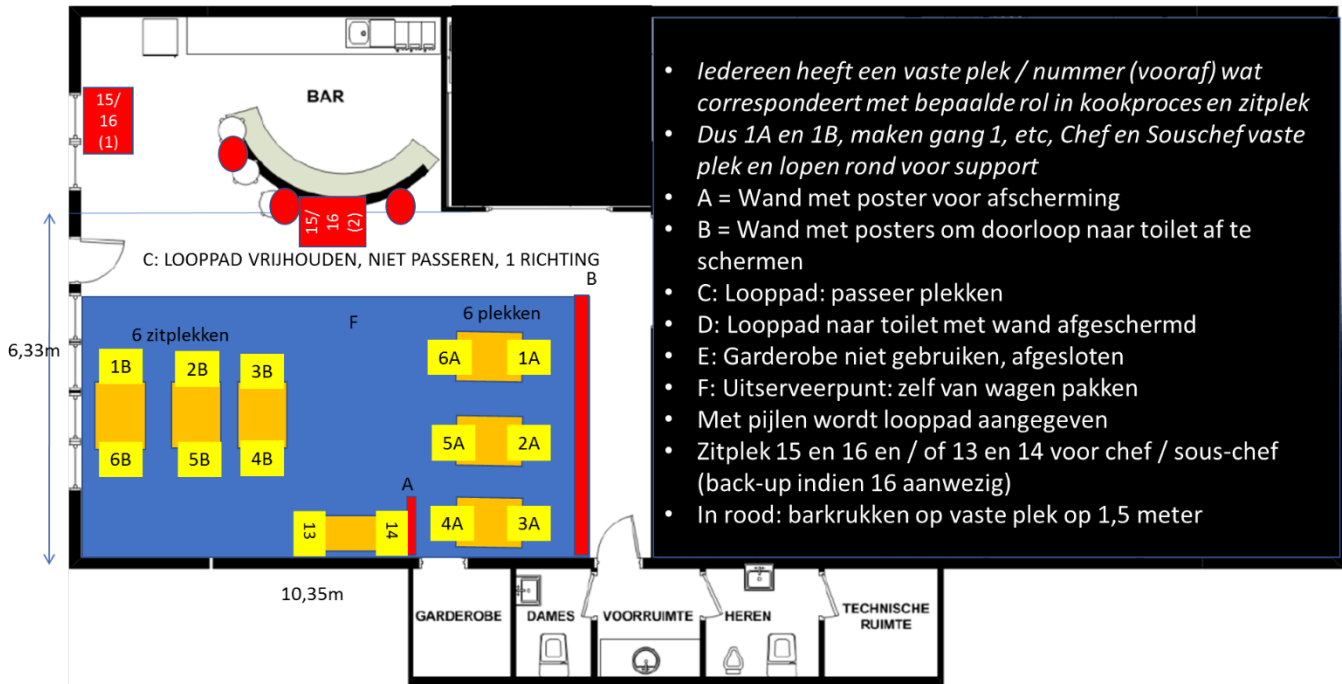 BAR
15/
16
(1)
15/
16
(2)
C: LOOPPAD VRIJHOUDEN, NIET PASSEREN, 1 RICHTING
B
6,33m
6 zitplekken
F
6 plekken
1B
2B
3B
6B
5B
4B
6A
1A
5A
2A
A
4A
3A
13
14
10,35m
GARDEROBE
DAMES
VOORRUIMTE
HEREN
TECHNISCHE
RUIMTE
• Iedereen heeft een vaste plek / nummer (vooraf) wat
correspondeert met bepaalde rol in kookproces en zitplek
• Dus 1A en 1B, maken gang 1, etc, Chef en Souschef vaste
plek en lopen rond voor support
• A = Wand met poster voor afscherming
• B = Wand met posters om doorloop naar toilet af te
schermen
• C: Looppad: passeer plekken
• D: Looppad naar toilet met wand afgeschermd
• E: Garderobe niet gebruiken, afgesloten
• F: Uitserveerpunt: zelf van wagen pakken
• Met pijlen wordt looppad aangegeven
• Zitplek 15 en 16 en / of 13 en 14 voor chef / sous-chef
(back-up indien 16 aanwezig)
• In rood: barkrukken op vaste plek op 1,5 meter